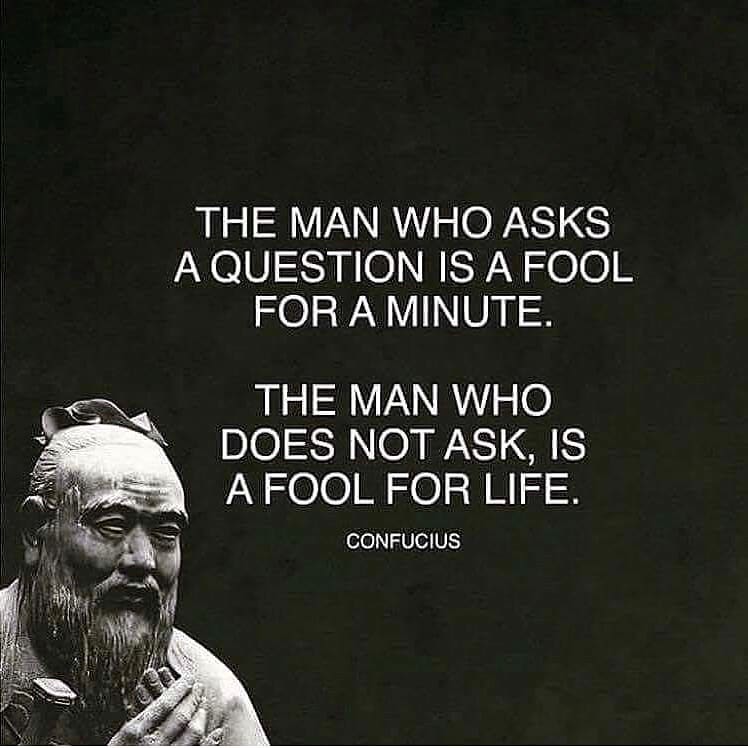 THE MAN WHO ASKS
A QUESTION IS A FOOL
FOR A MINUTE.
THE MAN WHO
DOES NOT ASK, IS
A FOOL FOR LIFE.
CONFUCIUS